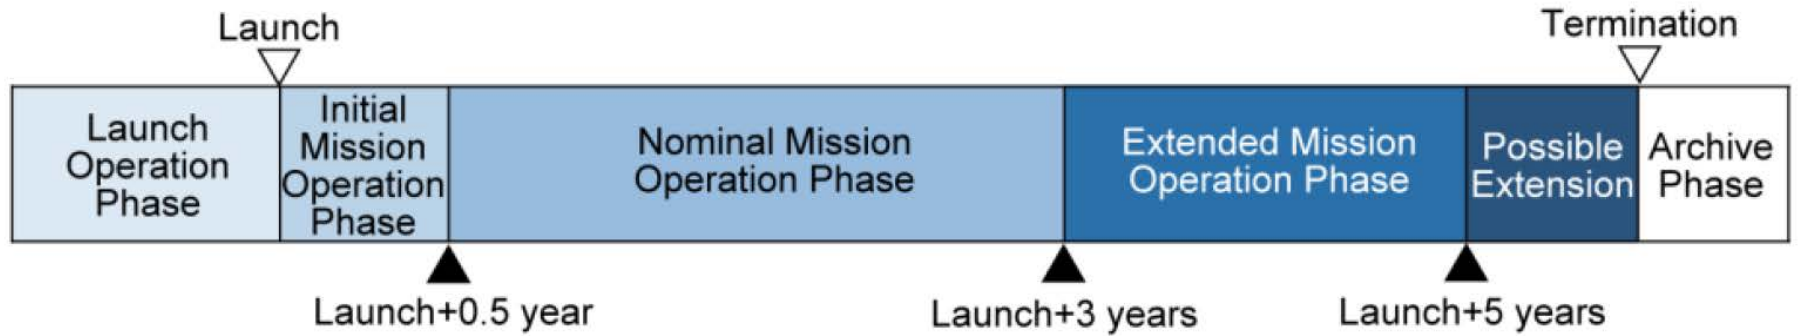 Launch
Termination
Launch
Operation
Phase
Initial
Mission
Operation
Phase
Nominal Mission
Operation Phase
Extended Mission
Operation Phase
Possible
Extension
Archive
Phase
Launch+0.5 year
Launch+3 years
Launch+5 years